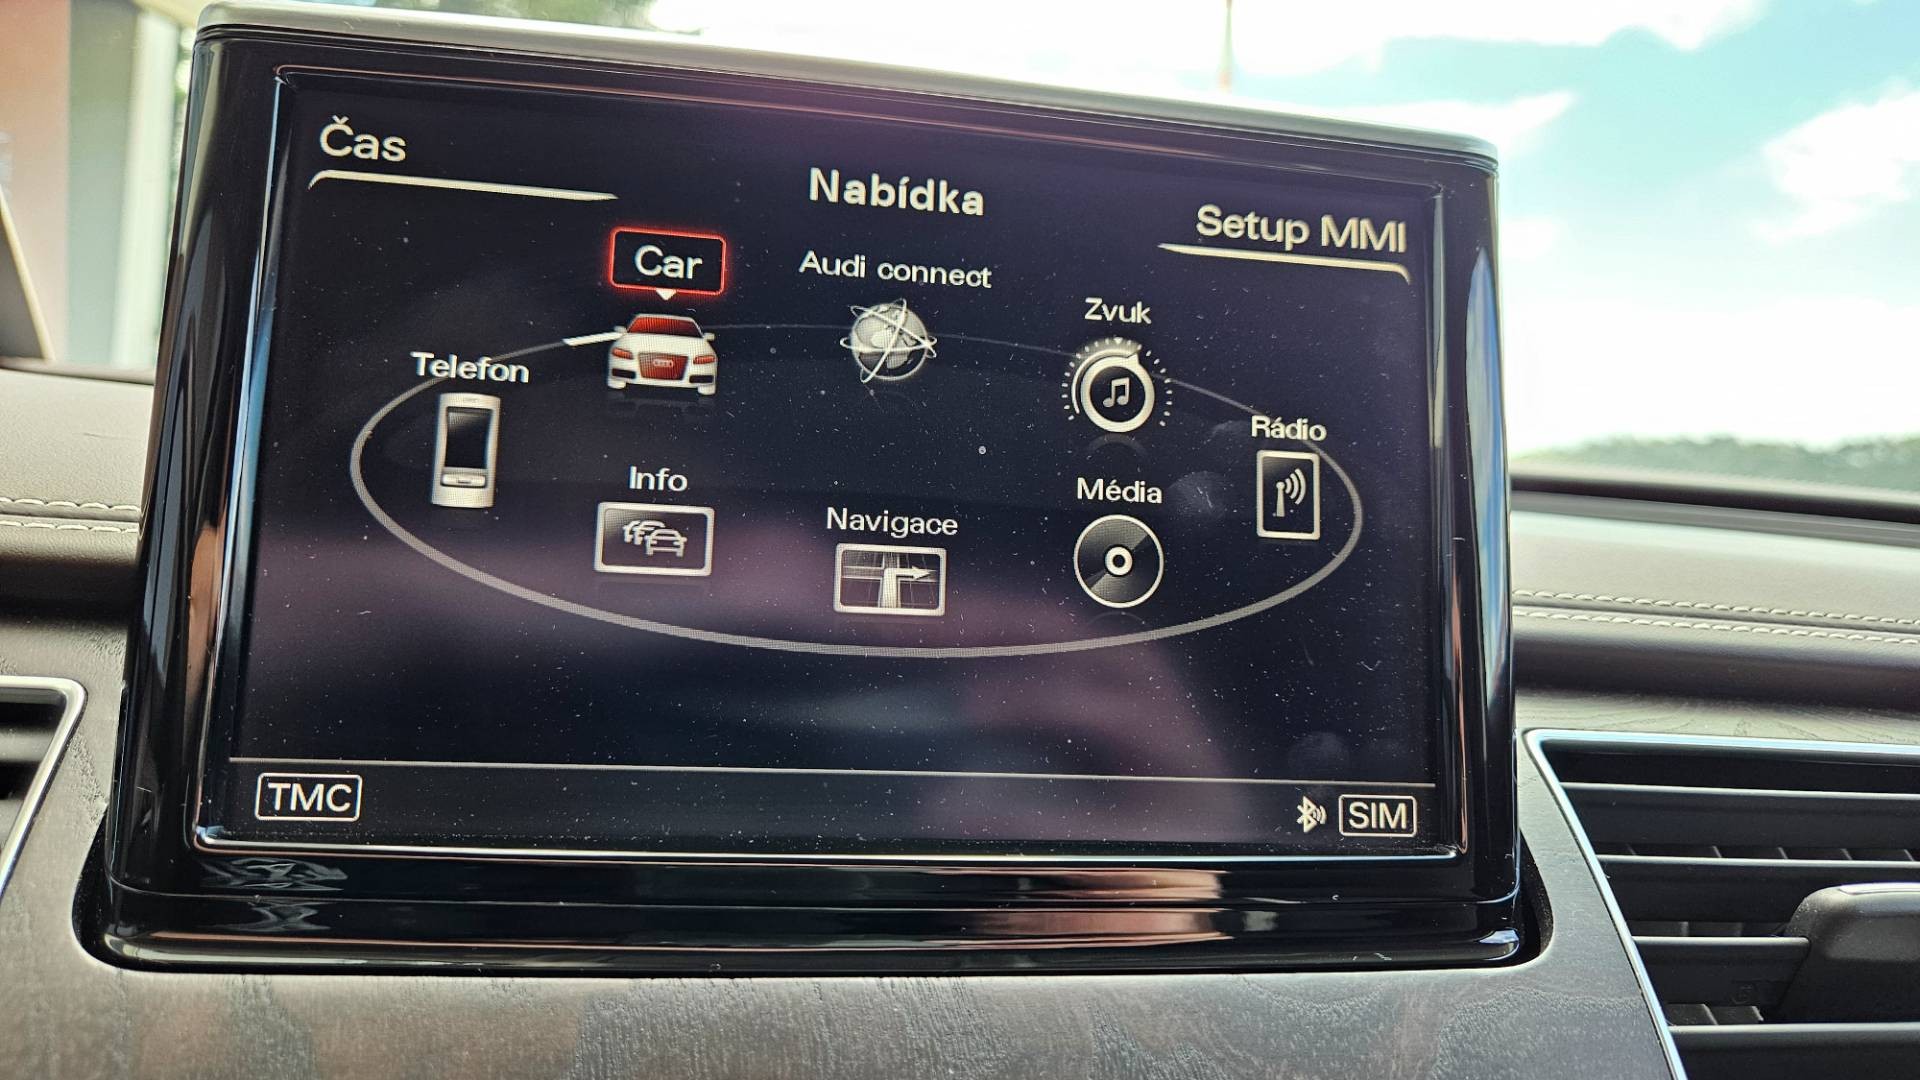 Čas
Nabídka
Setup MMI
Car
Audi connect
Zvuk
Telefon
Rádio
Info
Média
Navigace
TMC
SIM